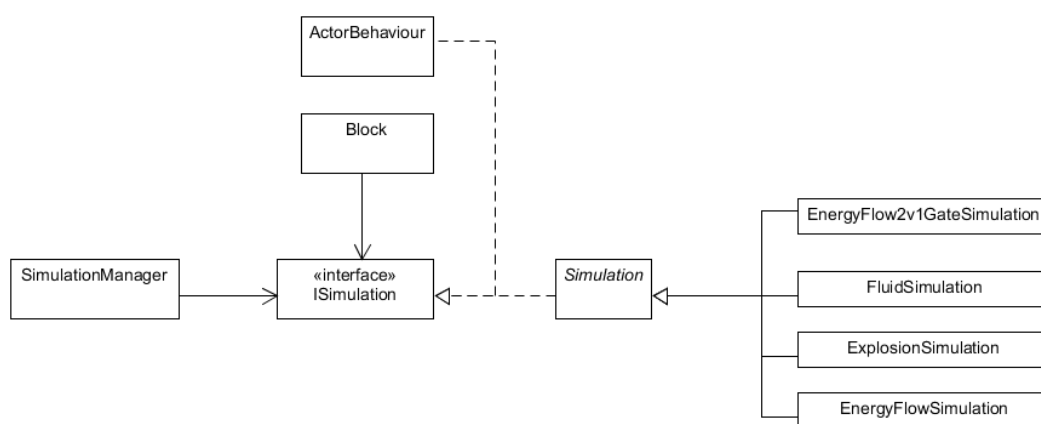 ActorBehaviour
Block
EnergyFlow2v1GateSimulation
SimulationManager
«interface»
ISimulation
Simulation
FluidSimulation
ExplosionSimulation
EnergyFlowSimulation